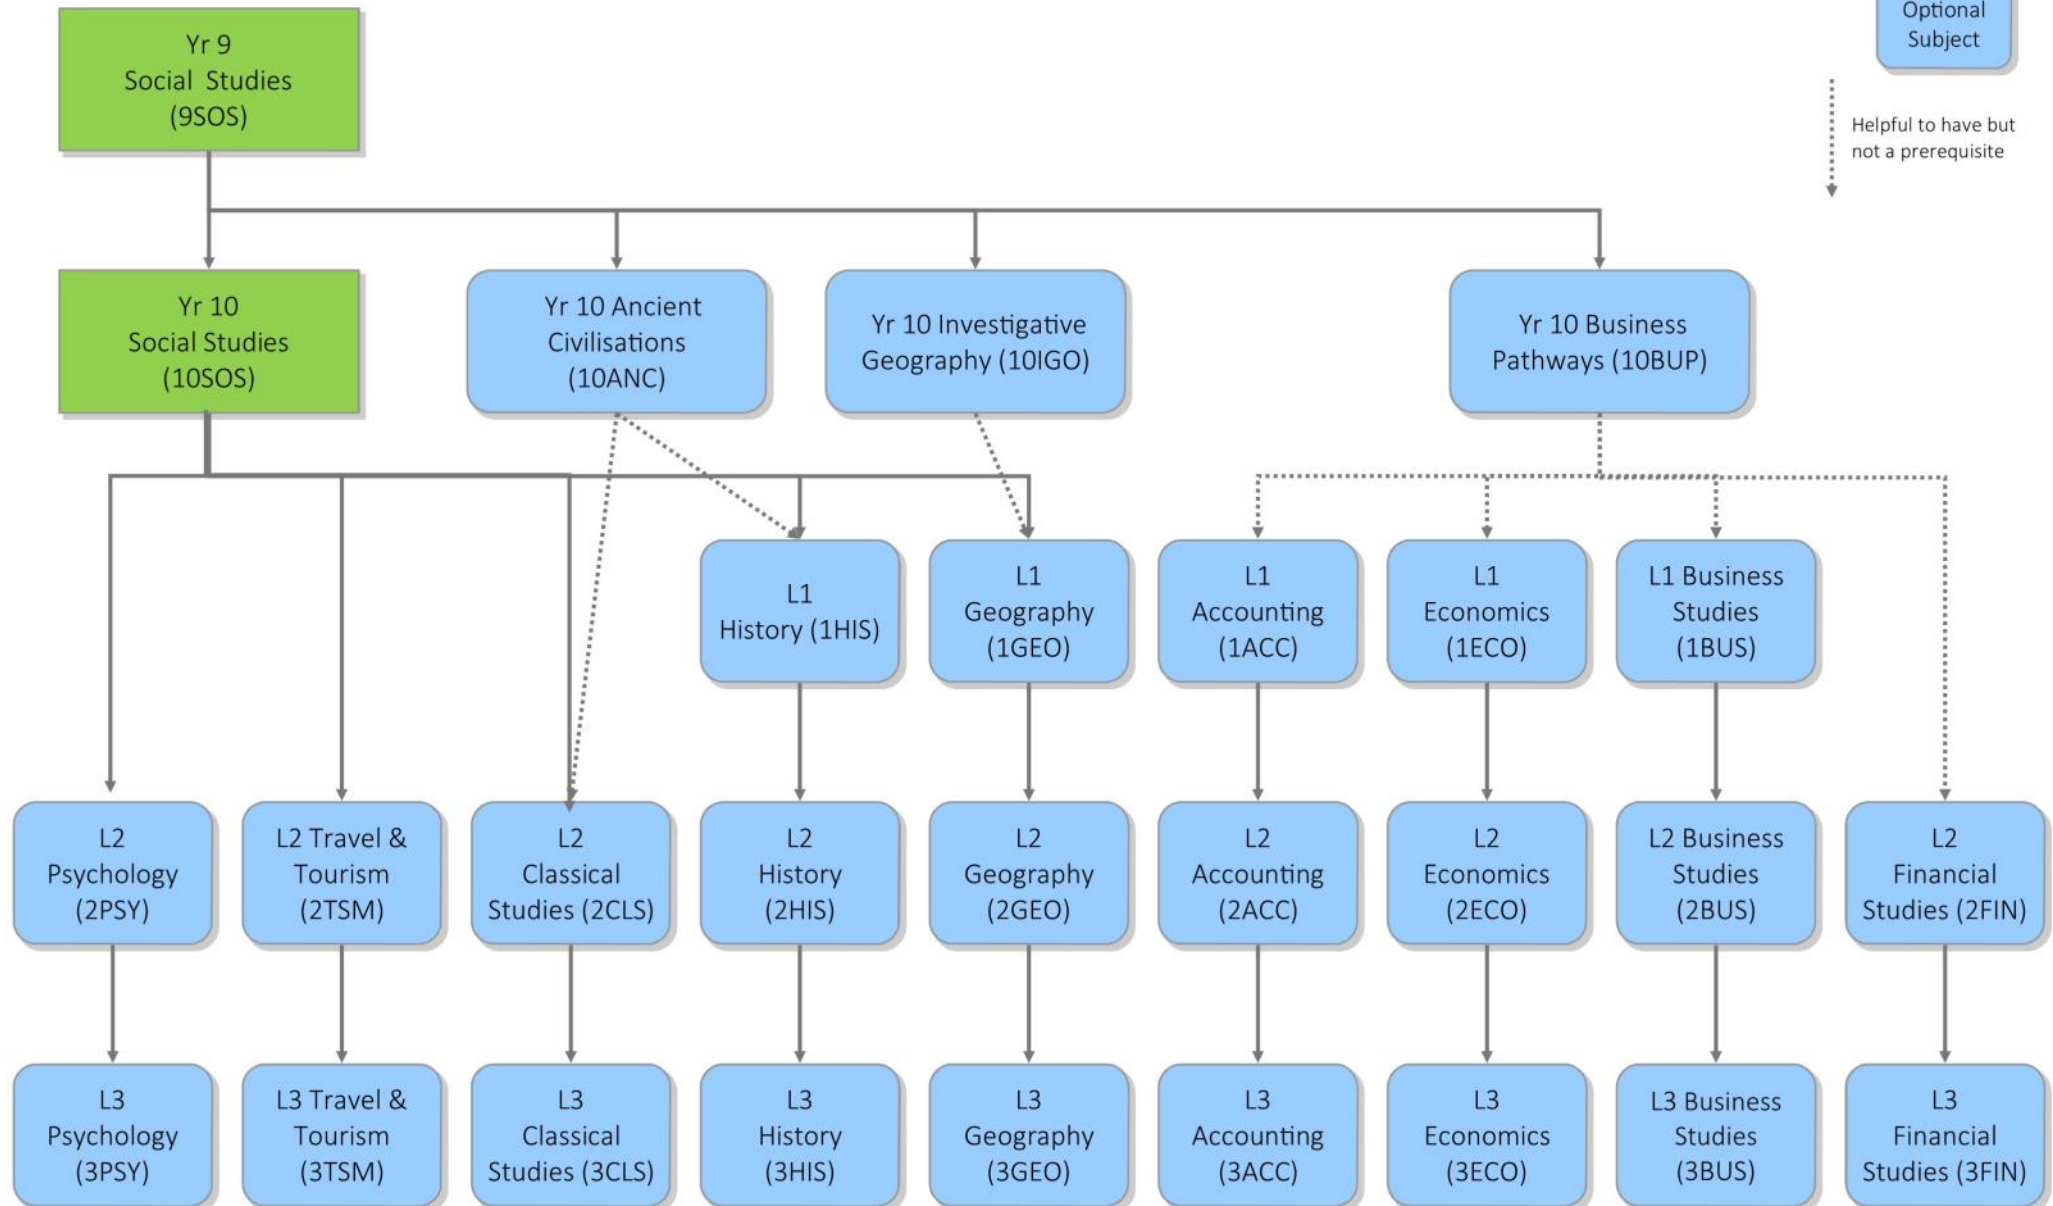 Optional
Subject
Yr 9
Social Studies
(9SOS)
Helpful to have but
not a prerequisite
Yr 10
Social Studies
(10SOS)
Yr 10 Ancient
Civilisations
(10ANC)
Yr 10 Investigative
Geography (10IGO)
Yr 10 Business
Pathways (10BUP)
L1
History (1HIS)
L1
Geography
(1GEO)
L1
Accounting
(1ACC)
L1
Economics
(1ECO)
L1 Business
Studies
(1BUS)
L2
Psychology
(2PSY)
L2 Travel &
Tourism
(2TSM)
L2
Classical
Studies (2CLS)
L2
History
(2HIS)
L2
Geography
(2GEO)
L2
Accounting
(2ACC)
L2
Economics
(2ECO)
L2 Business
Studies
(2BUS)
L2
Financial
Studies (2FIN)
L3
Psychology
(3PSY)
L3 Travel &
Tourism
(3TSM)
L3
Classical
Studies (3CLS)
L3
History
(3HIS)
L3
Geography
(3GEO)
L3
Accounting
(3ACC)
L3
Economics
(3ECO)
L3 Business
Studies
(3BUS)
L3
Financial
Studies (3FIN)